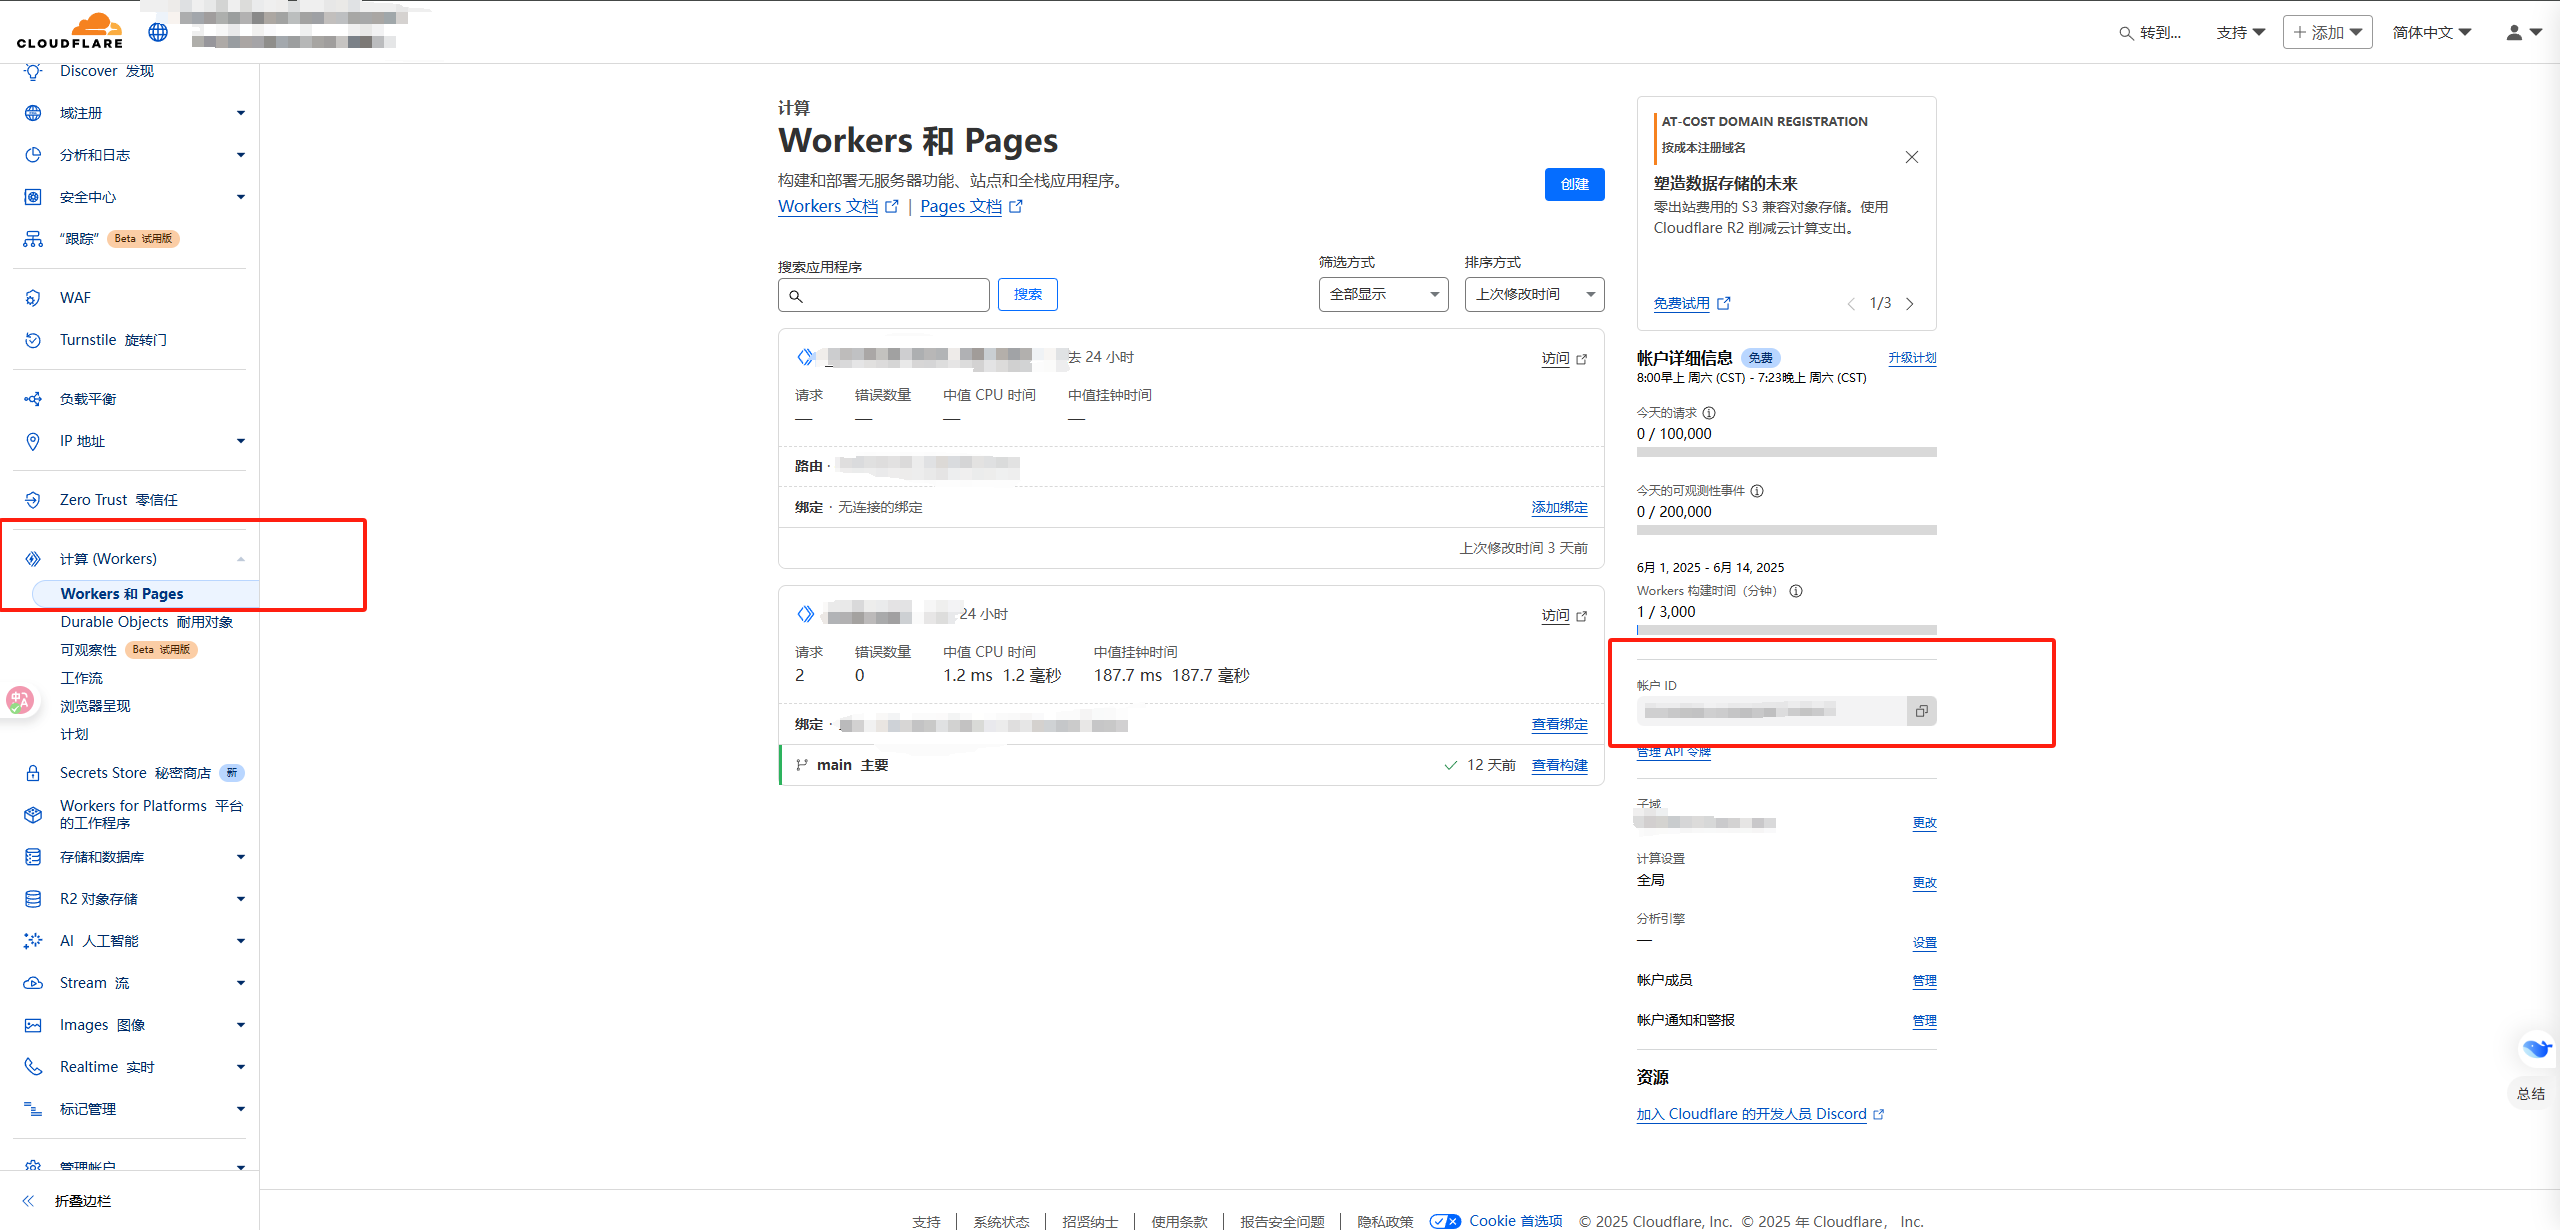 CLOUDFLARE
转到...
支持
添加
简体中文
Discover 发现
域注册
分析和日志
安全中心
“跟踪” Beta 试用版
WAF
Turnstile 旋转门
负载平衡
IP 地址
Zero Trust 零信任
计算 (Workers)
Workers 和 Pages
Durable Objects 耐用对象
可观察性 Beta 试用版
工作流
浏览器呈现
计划
Secrets Store 秘密商店 新
Workers for Platforms 平台
的工作程序
存储和数据库
R2 对象存储
AI 人工智能
Stream 流
Images 图像
Realtime 实时
标记管理
管理帐户
折叠边栏
计算
Workers 和 Pages
构建和部署无服务器功能、站点和全栈应用程序。
Workers 文档 | Pages 文档
创建
搜索应用程序
搜索
筛选方式
全部显示
排序方式
上次修改时间
去 24 小时
访问
请求 错误数量 中值 CPU 时间 中值挂钟时间
— — — —
路由 ·
绑定 · 无连接的绑定
添加绑定
上次修改时间 3 天前
24 小时
访问
请求 错误数量 中值 CPU 时间 中值挂钟时间
2 0 1.2 ms 1.2 毫秒 187.7 ms 187.7 毫秒
绑定 ·
查看绑定
main 主要
12 天前 查看构建
AT-COST DOMAIN REGISTRATION
按成本注册域名
塑造数据存储的未来
零出站费用的 S3 兼容对象存储。使用
Cloudflare R2 削减云计算支出。
免费试用
1/3
帐户详细信息 免费
升级计划
8:00早上 周六 (CST) - 7:23晚上 周六 (CST)
今天的请求
0 / 100,000
今天的可观测性事件
0 / 200,000
6月 1, 2025 - 6月 14, 2025
Workers 构建时间（分钟）
1 / 3,000
帐户 ID
管理 API 令牌
子域
更改
计算设置
全局
更改
分析引擎
—
设置
帐户成员
管理
帐户通知和警报
管理
资源
加入 Cloudflare 的开发人员 Discord
总结
支持 | 系统状态 | 招贤纳士 | 使用条款 | 报告安全问题 | 隐私政策 | Cookie 首选项 © 2025 Cloudflare, Inc. © 2025 年 Cloudflare， Inc.